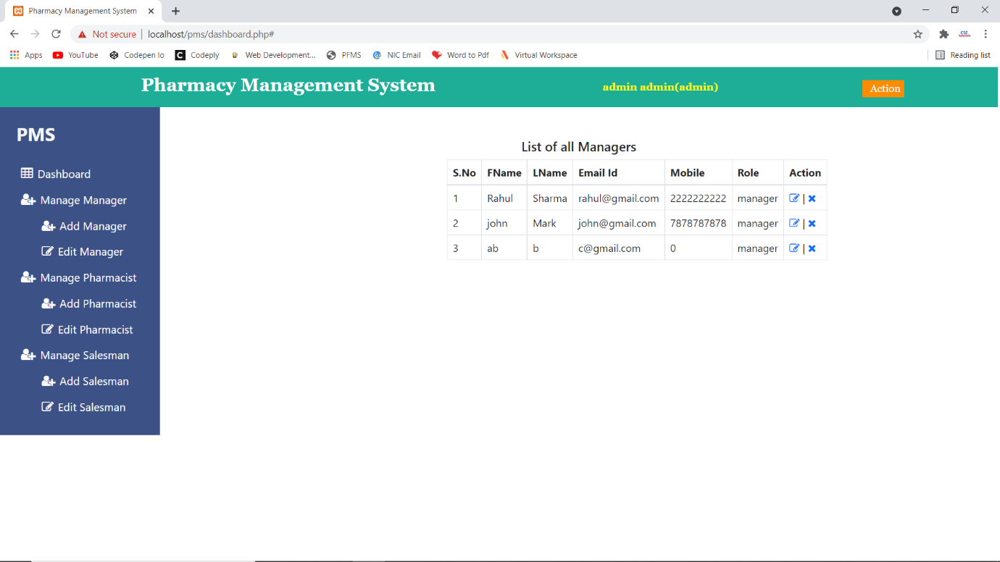 Pharmacy Management System
Not secure | localhost/pms/dashboard.php#
Apps YouTube Codepen Io Codeply Web Development... PFMS NIC Email Word to Pdf Virtual Workspace Reading list
Pharmacy Management System admin admin(admin) Action
PMS
Dashboard
Manage Manager
Add Manager
Edit Manager
Manage Pharmacist
Add Pharmacist
Edit Pharmacist
Manage Salesman
Add Salesman
Edit Salesman
List of all Managers
S.No FName LName Email Id Mobile Role Action
1 Rahul Sharma rahul@gmail.com 2222222222 manager |
2 john Mark john@gmail.com 7878787878 manager |
3 ab b c@gmail.com 0 manager |